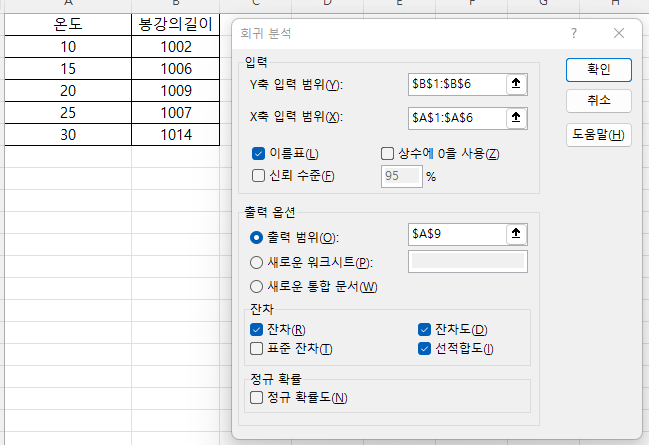 A B C D E F G H
온도 봉강의길이
10 1002
15 1006
20 1009
25 1007
30 1014
회귀 분석 ? ×
입력
Y축 입력 범위(Y): $B$1:$B$6
X축 입력 범위(X): $A$1:$A$6
이름표(L) 상수에 0을 사용(Z)
신뢰 수준(F) 95 %
확인
취소
도움말(H)
출력 옵션
출력 범위(O): $A$9
새로운 워크시트(P):
새로운 통합 문서(W)
잔차
잔차(R) 잔차도(D)
표준 잔차(T) 선적합도(I)
정규 확률
정규 확률도(N)